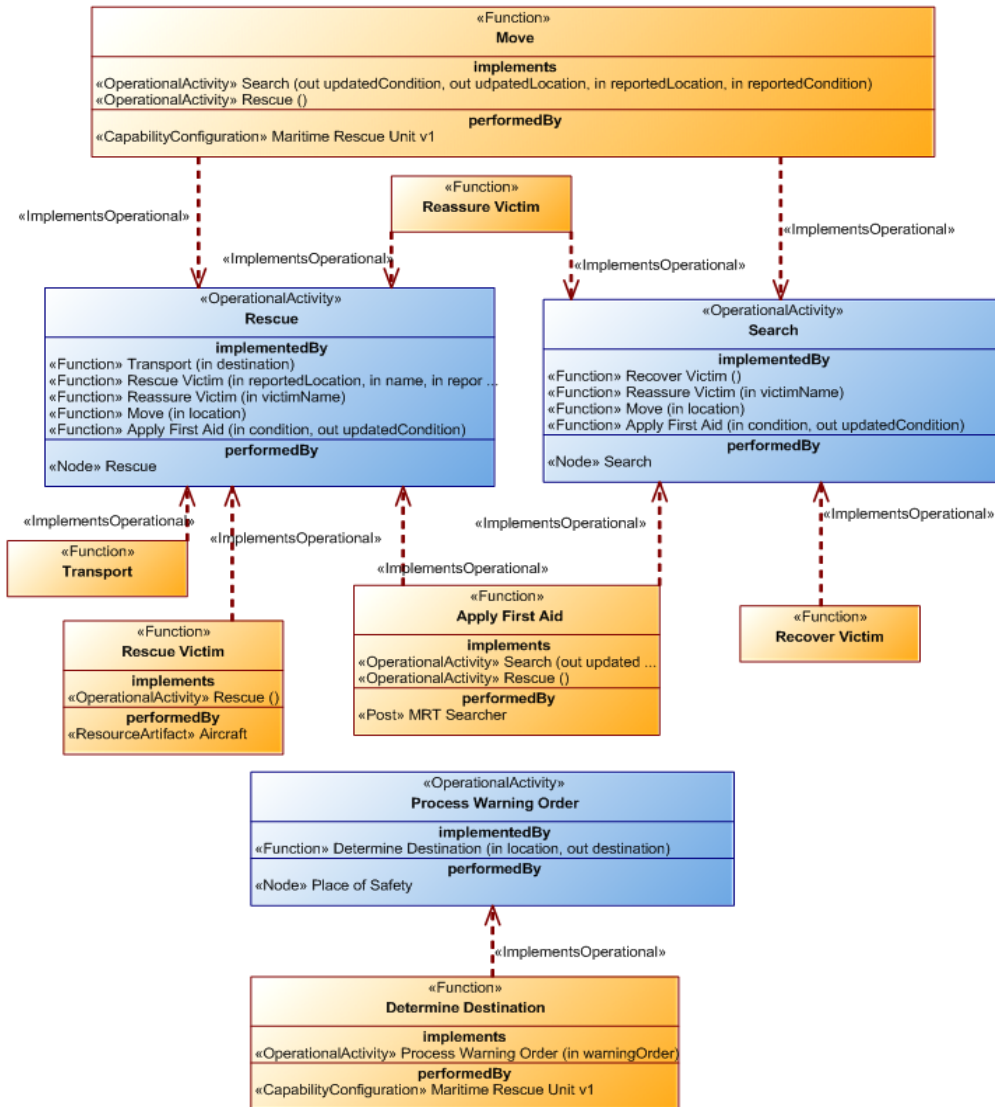 «Function»
Move
implements
«OperationalActivity» Search (out updatedCondition, out udpatedLocation, in reportedLocation, in reportedCondition)
«OperationalActivity» Rescue ()
performedBy
«CapabilityConfiguration» Maritime Rescue Unit v1
«ImplementsOperational»
«Function»
Reassure Victim
«ImplementsOperational»
«ImplementsOperational»
«ImplementsOperational»
«OperationalActivity»
Rescue
implementedBy
«Function» Transport (in destination)
«Function» Rescue Victim (in reportedLocation, in name, in repor ...
«Function» Reassure Victim (in victimName)
«Function» Move (in location)
«Function» Apply First Aid (in condition, out updatedCondition)
performedBy
«Node» Rescue
«OperationalActivity»
Search
implementedBy
«Function» Recover Victim ()
«Function» Reassure Victim (in victimName)
«Function» Move (in location)
«Function» Apply First Aid (in condition, out updatedCondition)
performedBy
«Node» Search
«ImplementsOperational»
«ImplementsOperational»
«ImplementsOperational»
«ImplementsOperational»
«ImplementsOperational»
«Function»
Transport
«Function»
Rescue Victim
implements
«OperationalActivity» Rescue ()
performedBy
«ResourceArtifact» Aircraft
«Function»
Apply First Aid
implements
«OperationalActivity» Search (out updated ...
«OperationalActivity» Rescue ()
performedBy
«Post» MRT Searcher
«Function»
Recover Victim
«OperationalActivity»
Process Warning Order
implementedBy
«Function» Determine Destination (in location, out destination)
performedBy
«Node» Place of Safety
«ImplementsOperational»
«Function»
Determine Destination
implements
«OperationalActivity» Process Warning Order (in warningOrder)
performedBy
«CapabilityConfiguration» Maritime Rescue Unit v1